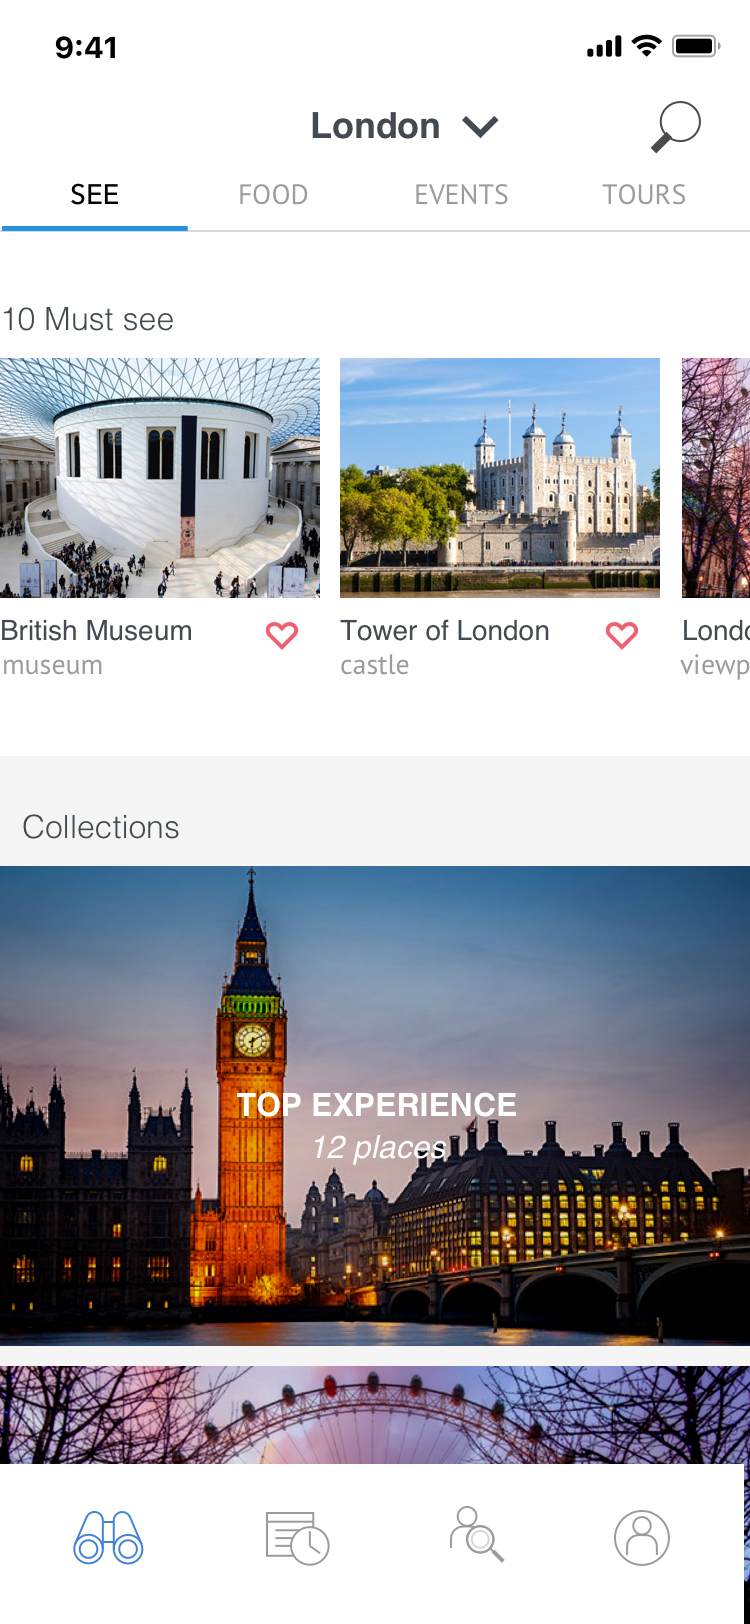 9:41
London
SEE
FOOD
EVENTS
TOURS
10 Must see
British Museum
museum
Tower of London
castle
Londo
viewp
Collections
TOP EXPERIENCE
12 places